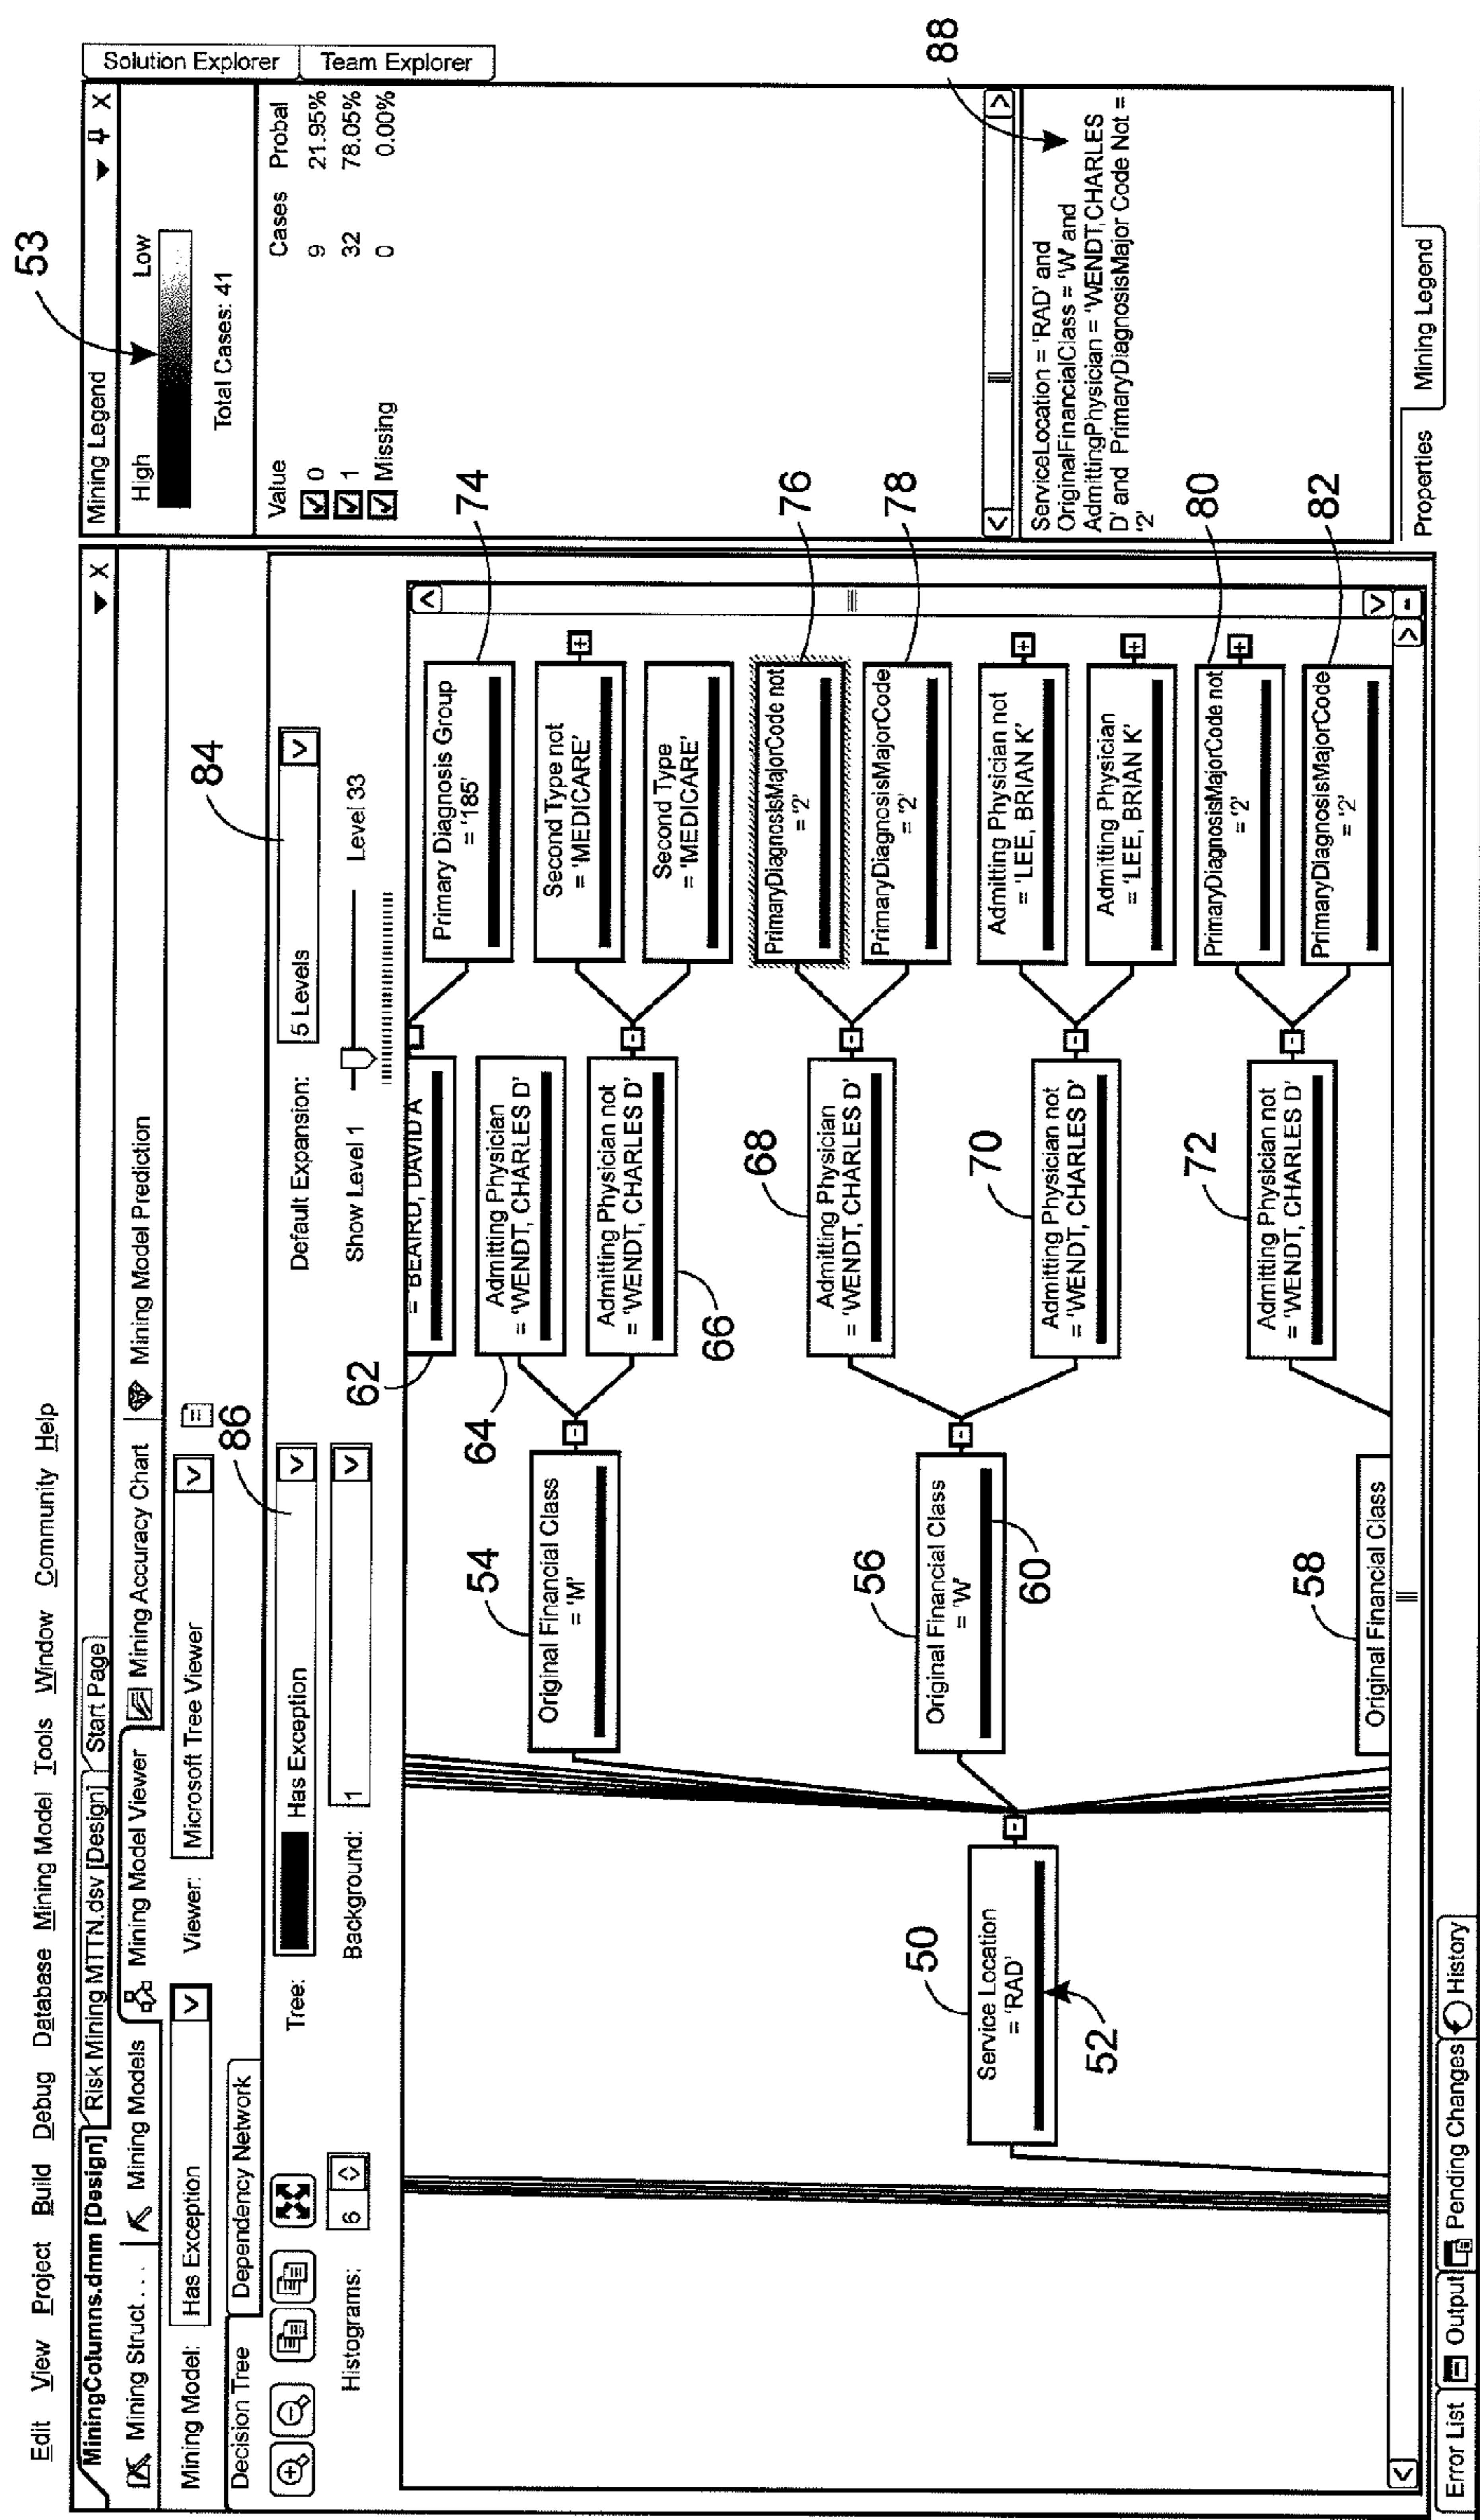 Edit View Project Build Debug Database Mining Model Tools Window Community Help
MiningColumns.dmm [Design] Risk Mining MTTN.dsv [Design] Start Page
Mining Struct ... Mining Models Mining Model Viewer Mining Accuracy Chart Mining Model Prediction
Mining Model: Has Exception Viewer: Microsoft Tree Viewer
86
84
Decision Tree Dependency Network
Tree: Has Exception Default Expansion: 5 Levels
Histograms: 6 Background: 1 Show Level 1 Level 33
62
= 'BEAIRD, DAVID A
Primary Diagnosis Group
= '185'
74
54
Original Financial Class
= 'M'
64
Admitting Physician
= 'WENDT, CHARLES D'
Admitting Physician not
= 'WENDT, CHARLES D'
66
Second Type not
= 'MEDICARE'
Second Type
= 'MEDICARE'
50
Service Location
= 'RAD'
52
56
Original Financial Class
= 'W'
60
68
Admitting Physician
= 'WENDT, CHARLES D'
PrimaryDiagnosisMajorCode not
= '2'
76
PrimaryDiagnosisMajorCode
= '2'
78
70
Admitting Physician not
= 'WENDT, CHARLES D'
Admitting Physician not
= 'LEE, BRIAN K'
Admitting Physician
= 'LEE, BRIAN K'
58
Original Financial Class
72
Admitting Physician not
= 'WENDT, CHARLES D'
PrimaryDiagnosisMajorCode not
= '2'
80
PrimaryDiagnosisMajorCode
= '2'
82
Error List Output Pending Changes History
53
Mining Legend X
High Low
Total Cases: 41
Value Cases Probal
0 9 21.95%
1 32 78.05%
Missing 0 0.00%
88
ServiceLocation = 'RAD' and
OriginalFinancialClass = 'W' and
AdmittingPhysician = 'WENDT,CHARLES
D' and PrimaryDiagnosisMajor Code Not =
'2'
Properties Mining Legend
Solution Explorer
Team Explorer